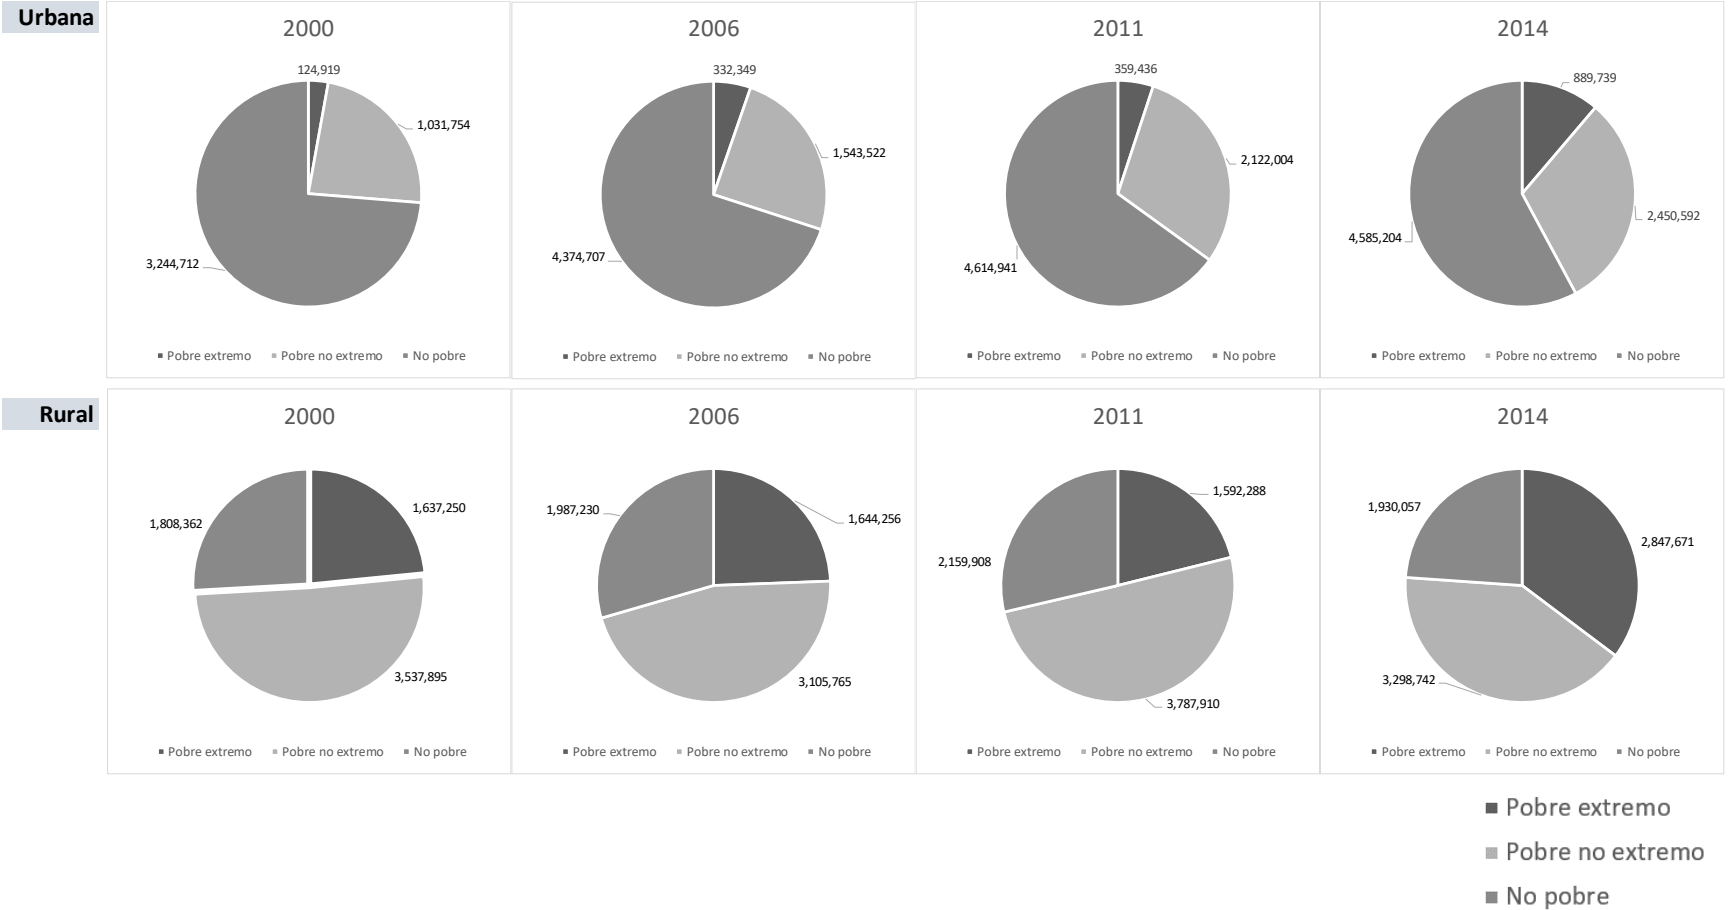 Urbana
2000
124,919
1,031,754
3,244,712
Pobre extremo Pobre no extremo No pobre
2006
332,349
1,543,522
4,374,707
Pobre extremo Pobre no extremo No pobre
2011
359,436
2,122,004
4,614,941
Pobre extremo Pobre no extremo No pobre
2014
889,739
2,450,592
4,585,204
Pobre extremo Pobre no extremo No pobre
Rural
2000
1,637,250
1,808,362
3,537,895
Pobre extremo Pobre no extremo No pobre
2006
1,987,230
1,644,256
3,105,765
Pobre extremo Pobre no extremo No pobre
2011
1,592,288
2,159,908
3,787,910
Pobre extremo Pobre no extremo No pobre
2014
1,930,057
2,847,671
3,298,742
Pobre extremo Pobre no extremo No pobre
Pobre extremo
Pobre no extremo
No pobre